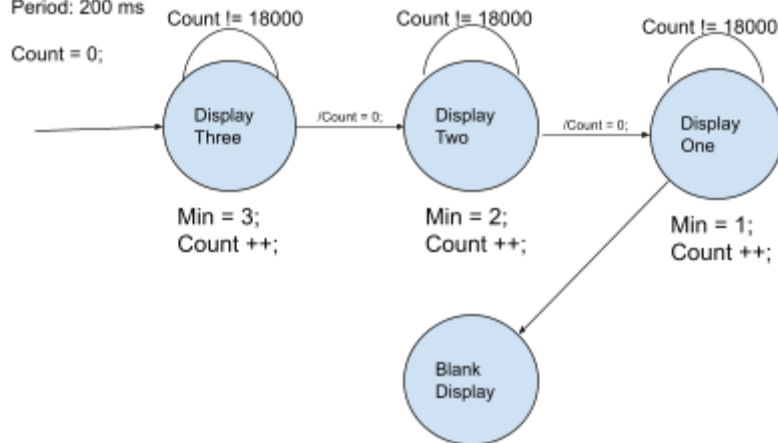 Period: 200 ms
Count = 0;
Count != 18000
Count != 18000
Count != 18000
Display
Three
/Count = 0;
Display
Two
/Count = 0;
Display
One
Min = 3;
Count ++;
Min = 2;
Count ++;
Min = 1;
Count ++;
Blank
Display